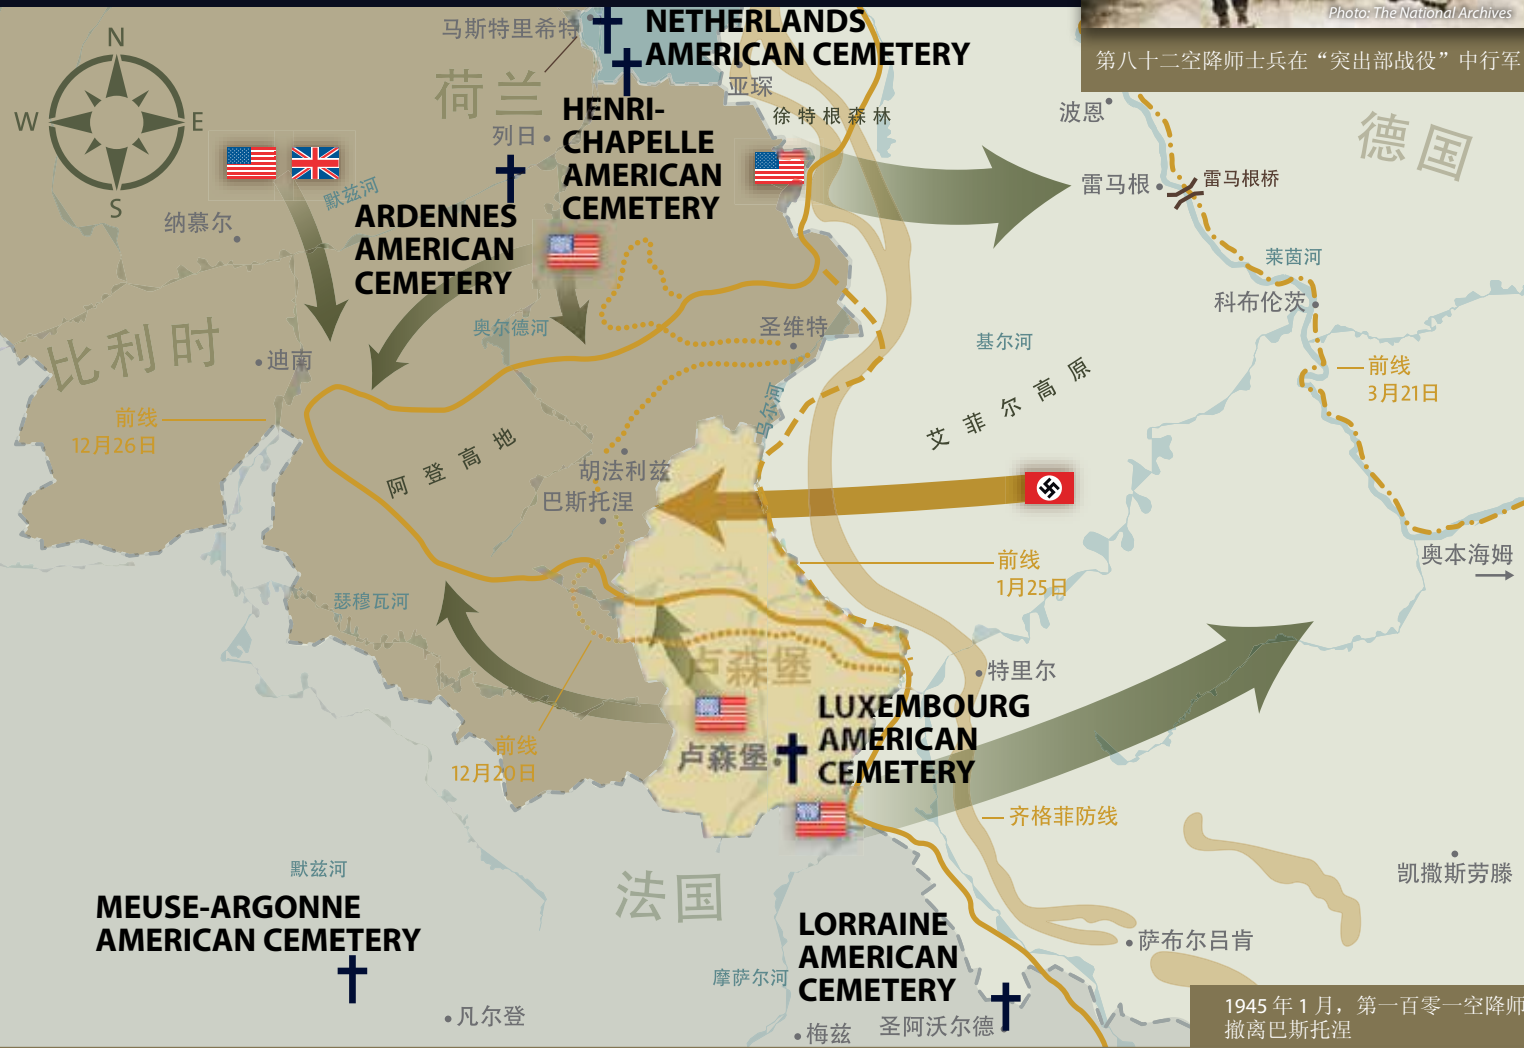 Photo: The National Archives
第八十二空降师士兵在“突出部战役”中行军
N
W
E
S
马斯特里希特
NETHERLANDS
AMERICAN CEMETERY
荷兰
亚琛
徐特根森林
波恩
德国
列日
HENRI-
CHAPELLE
AMERICAN
CEMETERY
雷马根
雷马根桥
默兹河
纳慕尔
ARDENNES
AMERICAN
CEMETERY
莱茵河
科布伦茨
比利时
迪南
奥尔德河
圣维特
基尔河
前线
3月21日
乌尔河
艾菲尔高原
前线
12月26日
阿登高地
胡法利兹
巴斯托涅
奥本海姆
前线
1月25日
瑟穆瓦河
卢森堡
特里尔
前线
12月20日
卢森堡
LUXEMBOURG
AMERICAN
CEMETERY
齐格菲防线
默兹河
法国
凯撒斯劳滕
MEUSE-ARGONNE
AMERICAN CEMETERY
LORRAINE
AMERICAN
CEMETERY
萨布尔吕肯
摩萨尔河
凡尔登
梅兹
圣阿沃尔德
1945 年 1 月，第一百零一空降师
撤离巴斯托涅